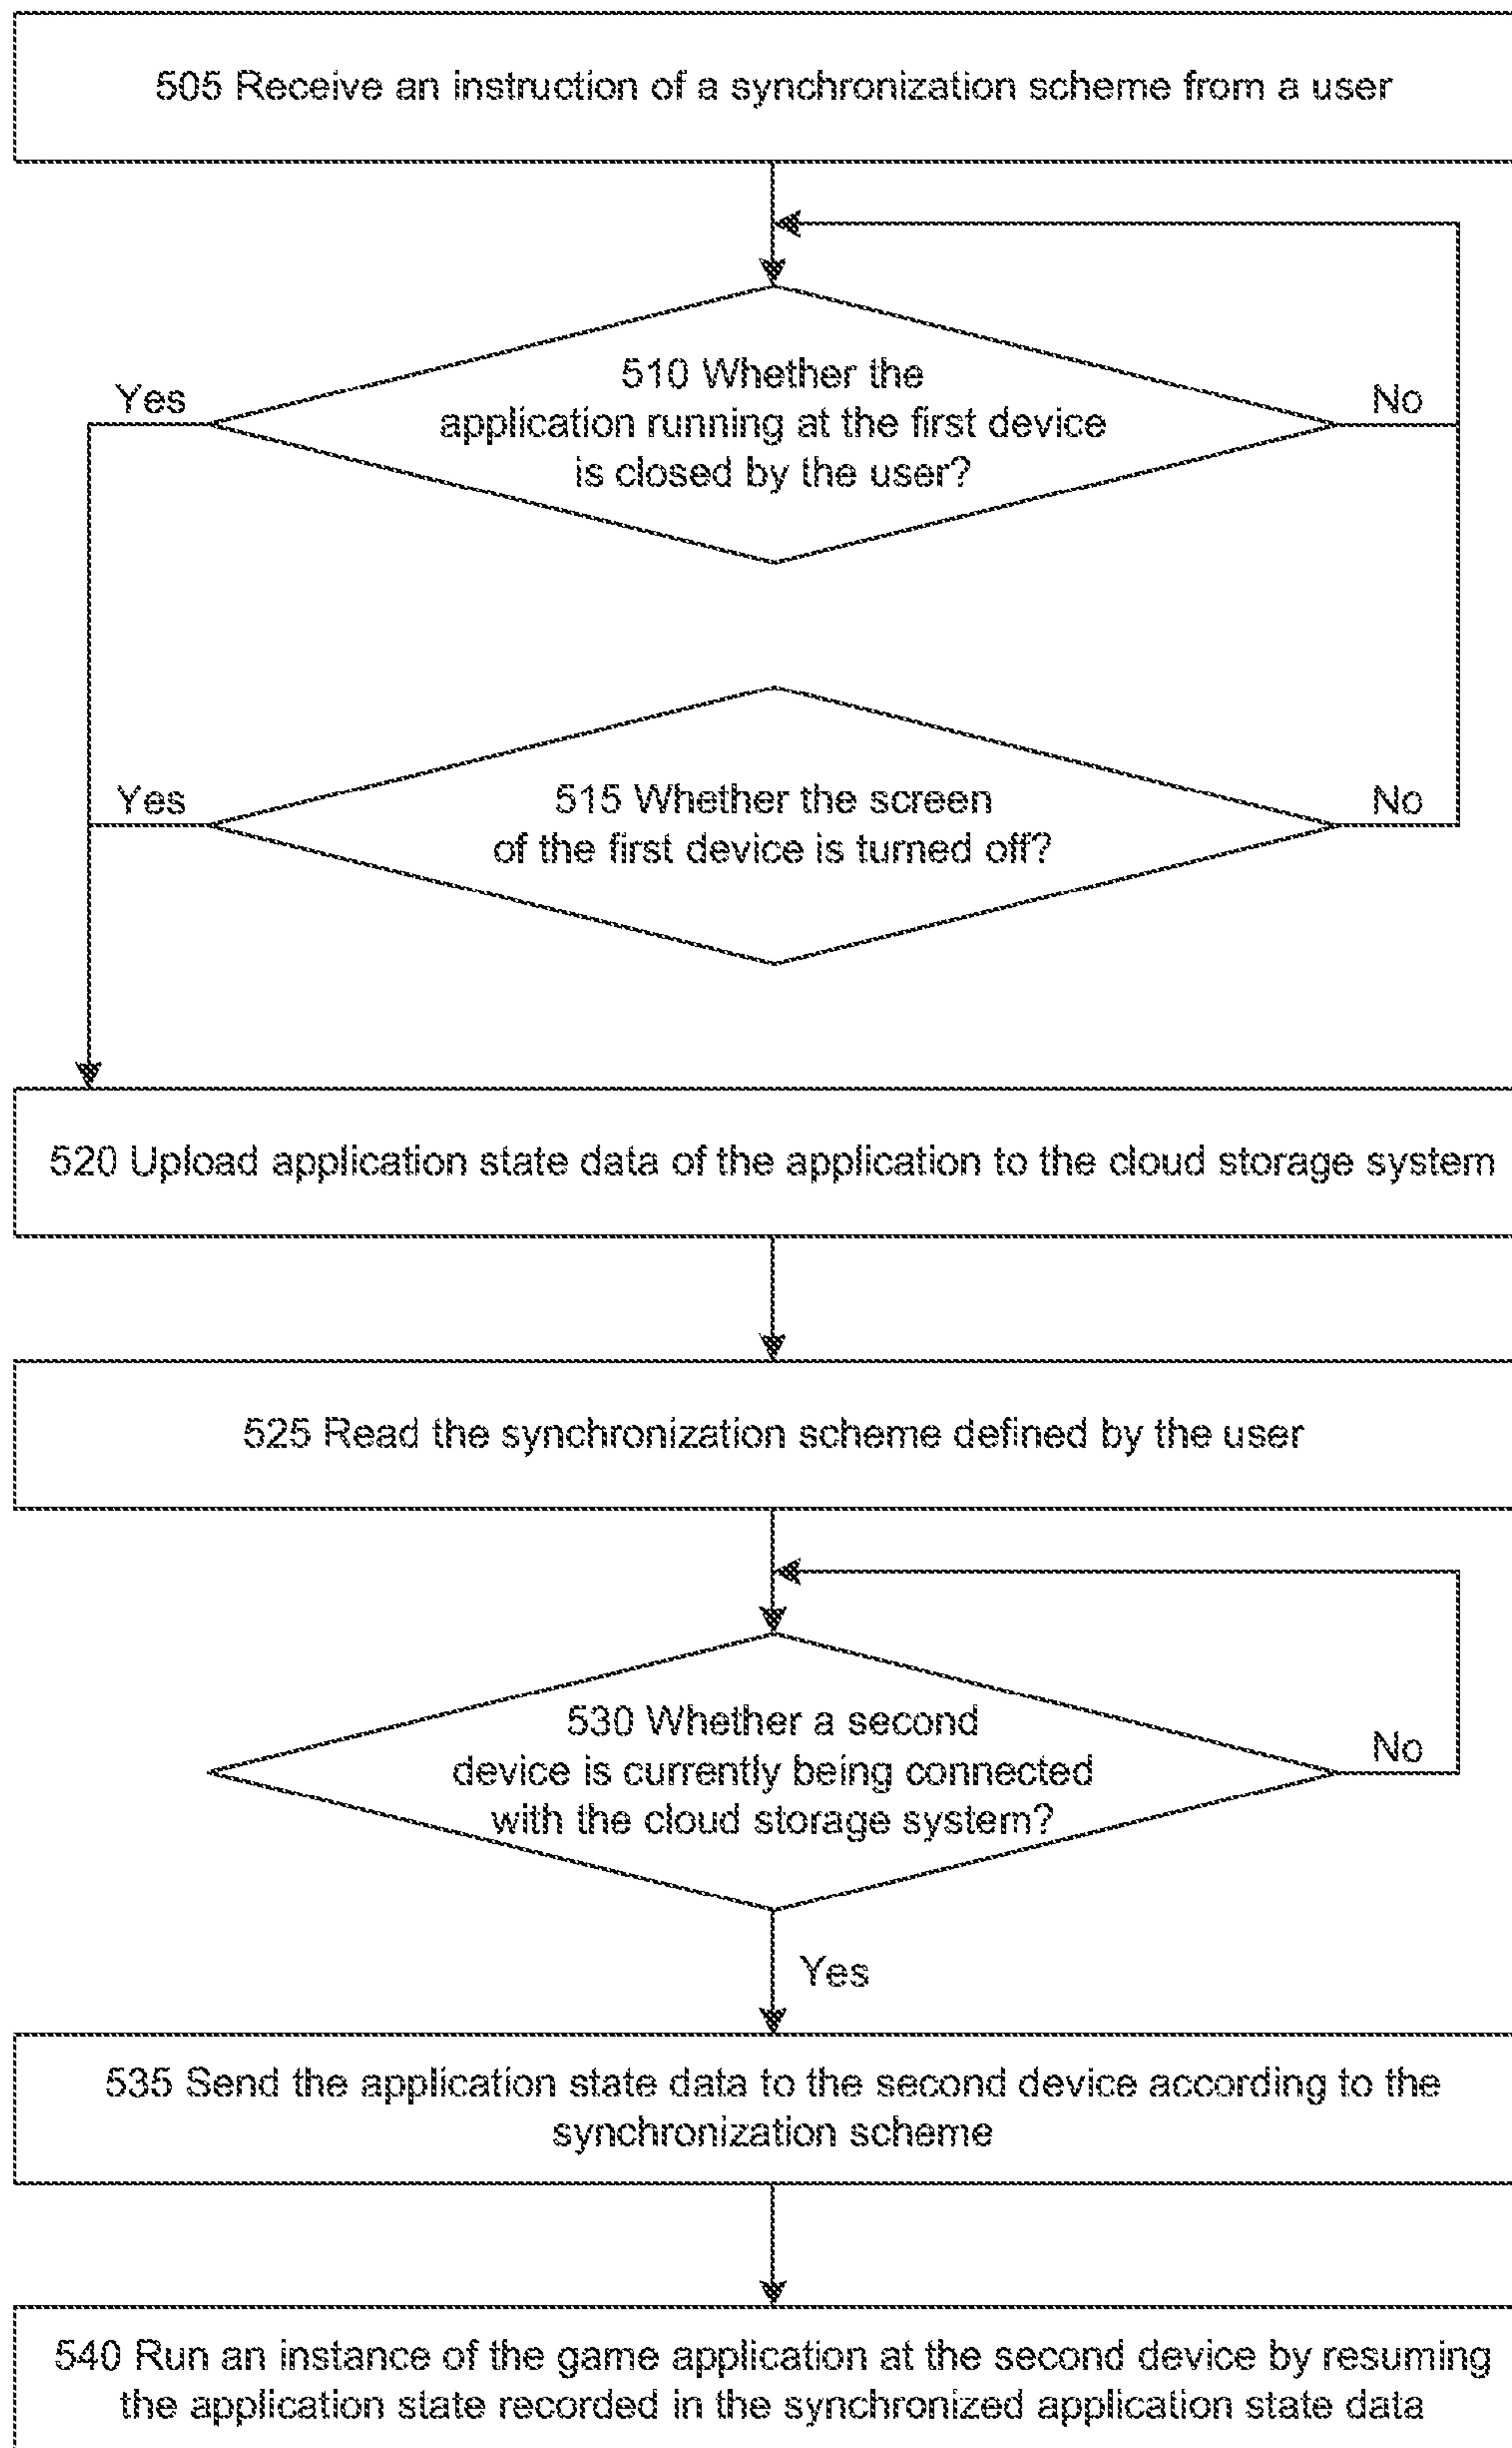 505 Receive an instruction of a synchronization scheme from a user
510 Whether the
application running at the first device
is closed by the user?
Yes
No
515 Whether the screen
of the first device is turned off?
Yes
No
520 Upload application state data of the application to the cloud storage system
525 Read the synchronization scheme defined by the user
530 Whether a second
device is currently being connected
with the cloud storage system?
No
Yes
535 Send the application state data to the second device according to the
synchronization scheme
540 Run an instance of the game application at the second device by resuming
the application state recorded in the synchronized application state data